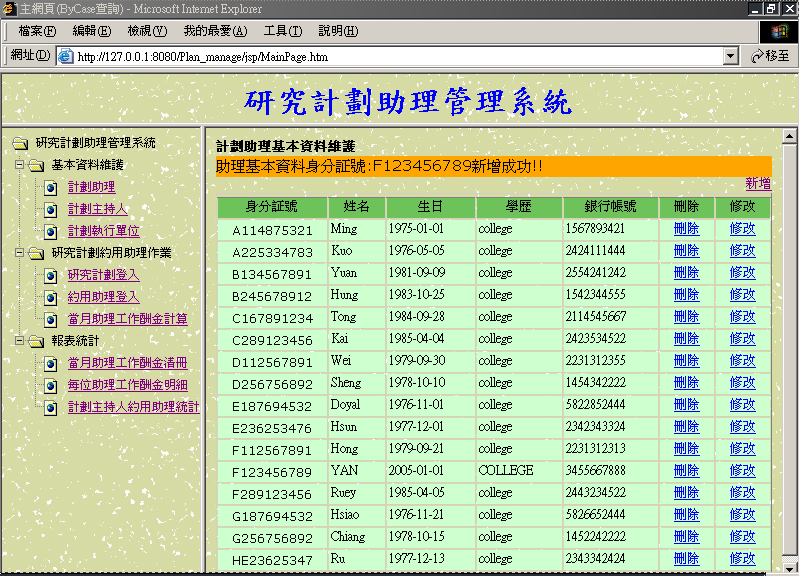 主網頁(ByCase查詢) - Microsoft Internet Explorer
檔案(F) 編輯(E) 檢視(V) 我的最愛(A) 工具(T) 說明(H)
網址(D) http://127.0.0.1:8080/Plan_manage/jsp/MainPage.htm 移至
研究計劃助理管理系統
研究計劃助理管理系統
基本資料維護
計劃助理
計劃主持人
計劃執行單位
研究計劃約用助理作業
研究計劃登入
約用助理登入
當月助理工作酬金計算
報表統計
當月助理工作酬金清冊
每位助理工作酬金明細
計劃主持人約用助理統計
計劃助理基本資料維護
助理基本資料身分証號:F123456789新增成功!!
新增
身分証號 姓名 生日 學歷 銀行帳號 刪除 修改
A114875321 Ming 1975-01-01 college 1567893421 刪除 修改
A225334783 Kuo 1976-05-05 college 2424111444 刪除 修改
B134567891 Yuan 1981-09-09 college 2554241242 刪除 修改
B245678912 Hung 1983-10-25 college 1542344555 刪除 修改
C167891234 Tong 1984-09-28 college 2114545667 刪除 修改
C289123456 Kai 1985-04-04 college 2423534522 刪除 修改
D112567891 Wei 1979-09-30 college 2231312355 刪除 修改
D256756892 Sheng 1978-10-10 college 1454342222 刪除 修改
E187694532 Doyal 1976-11-01 college 5822852444 刪除 修改
E236253476 Hsun 1977-12-01 college 2342343324 刪除 修改
F112567891 Hong 1979-09-21 college 2231312313 刪除 修改
F123456789 YAN 2005-01-01 COLLEGE 3455667888 刪除 修改
F289123456 Ruey 1985-04-05 college 2443234522 刪除 修改
G187694532 Hsiao 1976-11-21 college 5826652444 刪除 修改
G256756892 Chiang 1978-10-15 college 1452242222 刪除 修改
HE23625347 Ru 1977-12-13 college 2343342424 刪除 修改